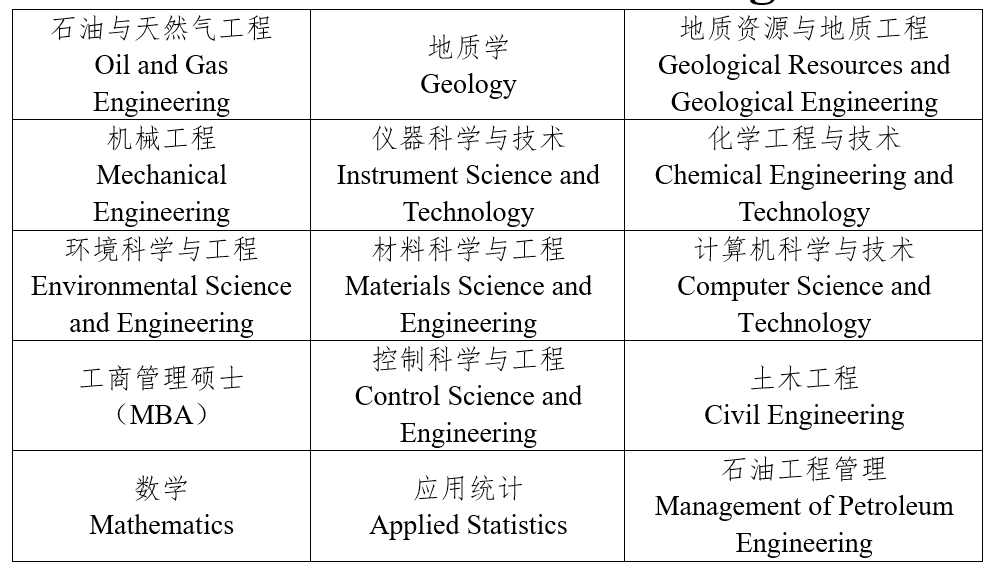 石油与天然气工程
Oil and Gas
Engineering
地质学
Geology
地质资源与地质工程
Geological Resources and
Geological Engineering
机械工程
Mechanical
Engineering
仪器科学与技术
Instrument Science and
Technology
化学工程与技术
Chemical Engineering and
Technology
环境科学与工程
Environmental Science
and Engineering
材料科学与工程
Materials Science and
Engineering
计算机科学与技术
Computer Science and
Technology
工商管理硕士
（MBA）
控制科学与工程
Control Science and
Engineering
土木工程
Civil Engineering
数学
Mathematics
应用统计
Applied Statistics
石油工程管理
Management of Petroleum
Engineering